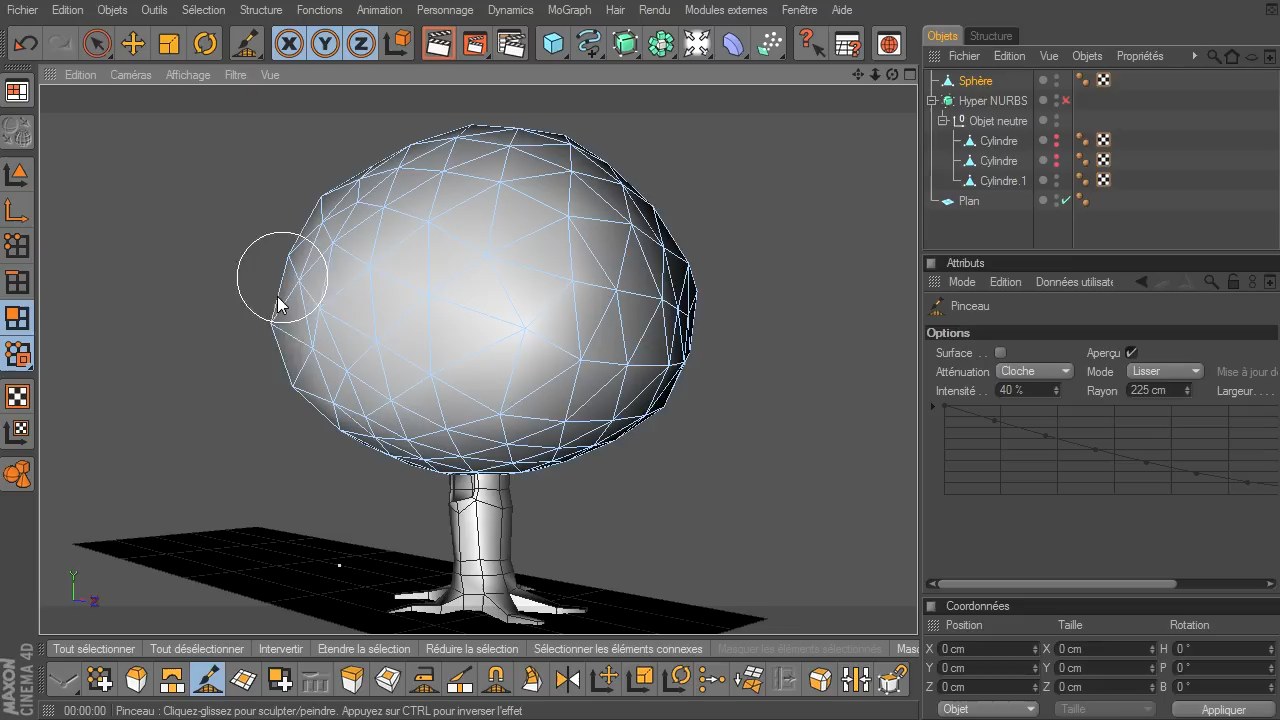 Fichier Edition Objets Outils Sélection Structure Fonctions Animation Personnage Dynamics MoGraph Hair Rendu Modules externes Fenêtre Aide
X Y Z
Edition Caméras Affichage Filtre Vue
Objets Structure
Fichier Edition Vue Objets Propriétés
Sphère
Hyper NURBS
Objet neutre
Cylindre
Cylindre
Cylindre.1
Plan
Attributs
Mode Edition Données utilisate
Pinceau
Options
Surface . . Aperçu
Atténuation Cloche Mode Lisser Mise à jour d
Intensité . . 40 % Rayon 225 cm Largeur. . . .
Y
Z
Coordonnées
Position Taille Rotation
X 0 cm X 0 cm H 0 °
Y 0 cm Y 0 cm P 0 °
Z 0 cm Z 0 cm B 0 °
Objet Taille Appliquer
Tout sélectionner Tout désélectionner Intervertir Etendre la sélection Réduire la sélection Sélectionner les éléments connexes Masquer les éléments sélectionnés Masc
MAXON
CINEMA 4D
00:00:00 Pinceau : Cliquez-glissez pour sculpter/peindre. Appuyez sur CTRL pour inverser l'effet